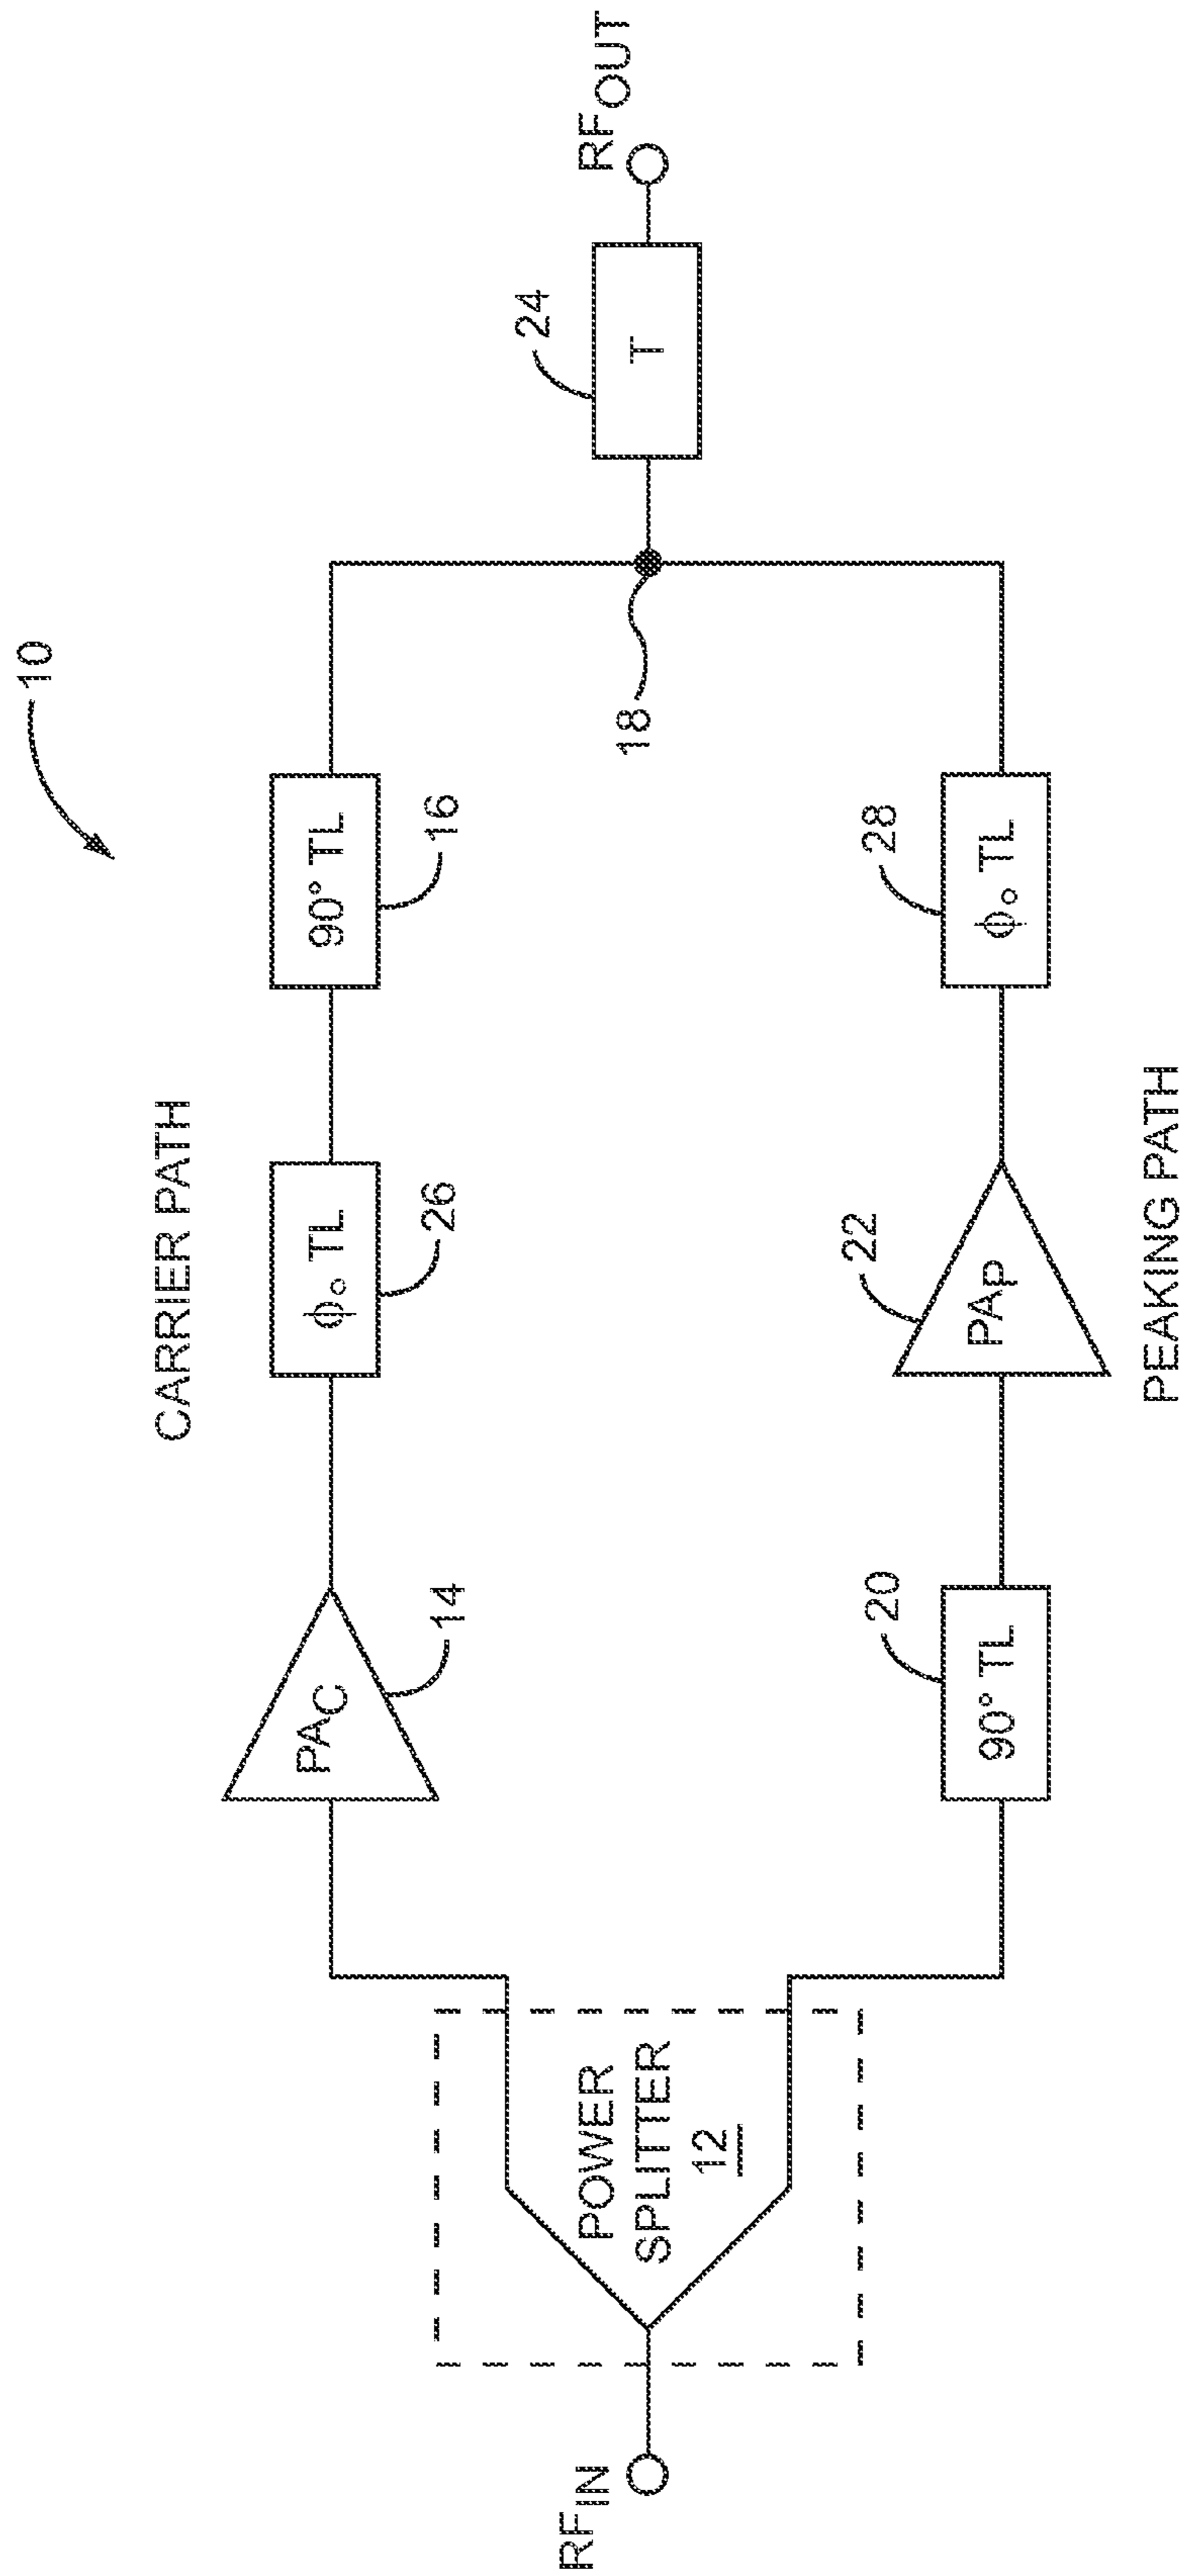 10
CARRIER PATH
PAC
14
ϕ° TL
26
90° TL
16
RFIN
POWER
SPLITTER
12
18
24
T
RFOUT
20
90° TL
22
PAP
28
ϕ° TL
PEAKING PATH